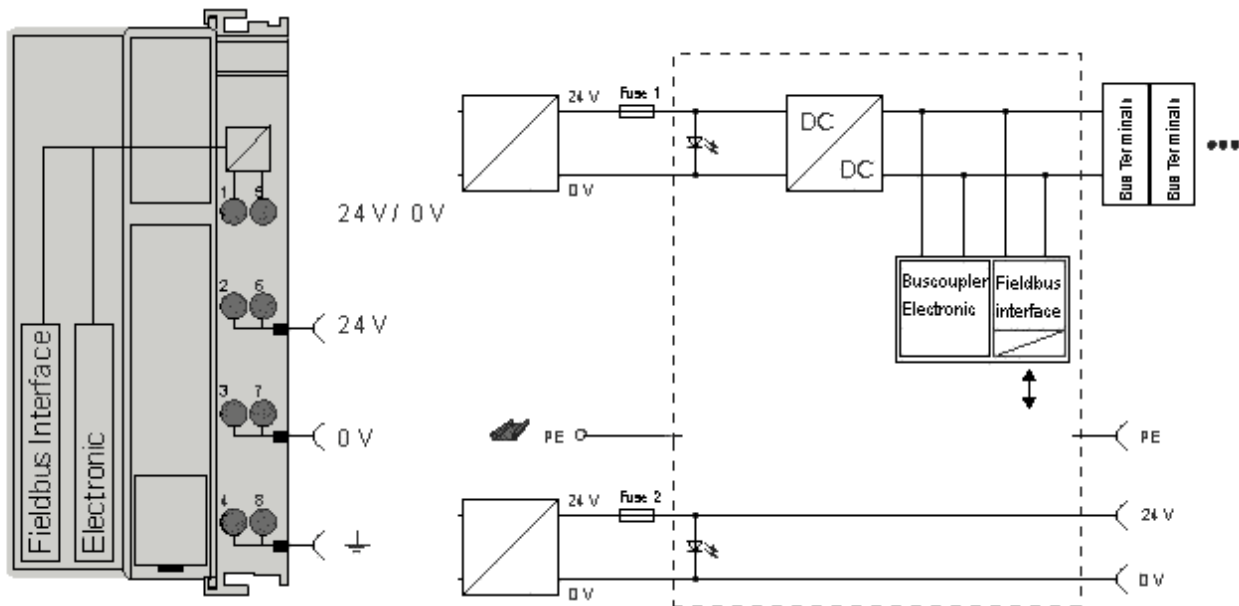 1 5
24 V / 0 V
2 6
24 V
3 7
0 V
4 8
Fieldbus Interface
Electronic
24 V
Fuse 1
0 V
DC
DC
Bus Terminals
Bus Terminals
Buscoupler
Electronic
Fieldbus
interface
PE
PE
24 V
Fuse 2
24 V
0 V
0 V